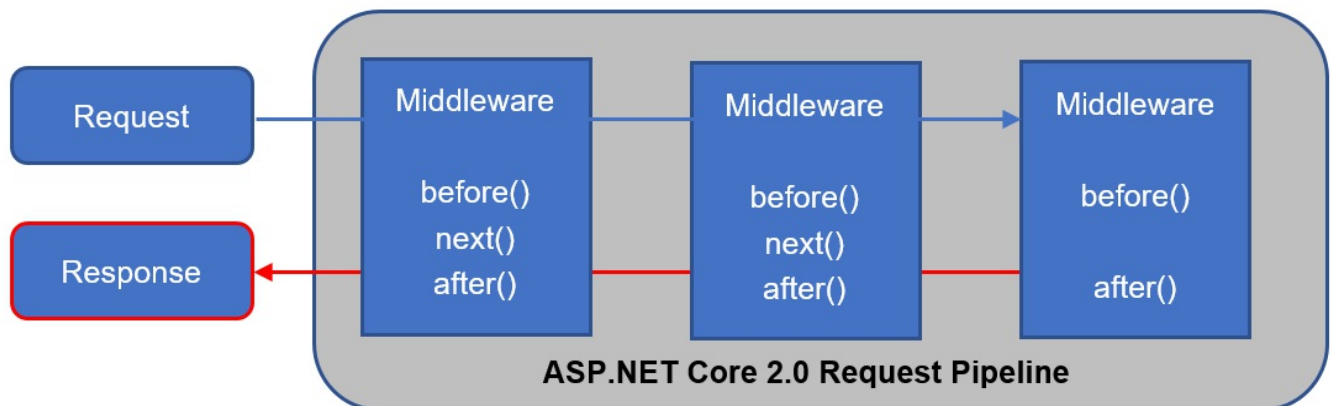 Request
Response
Middleware
before()
next()
after()
Middleware
before()
next()
after()
Middleware
before()
after()
ASP.NET Core 2.0 Request Pipeline